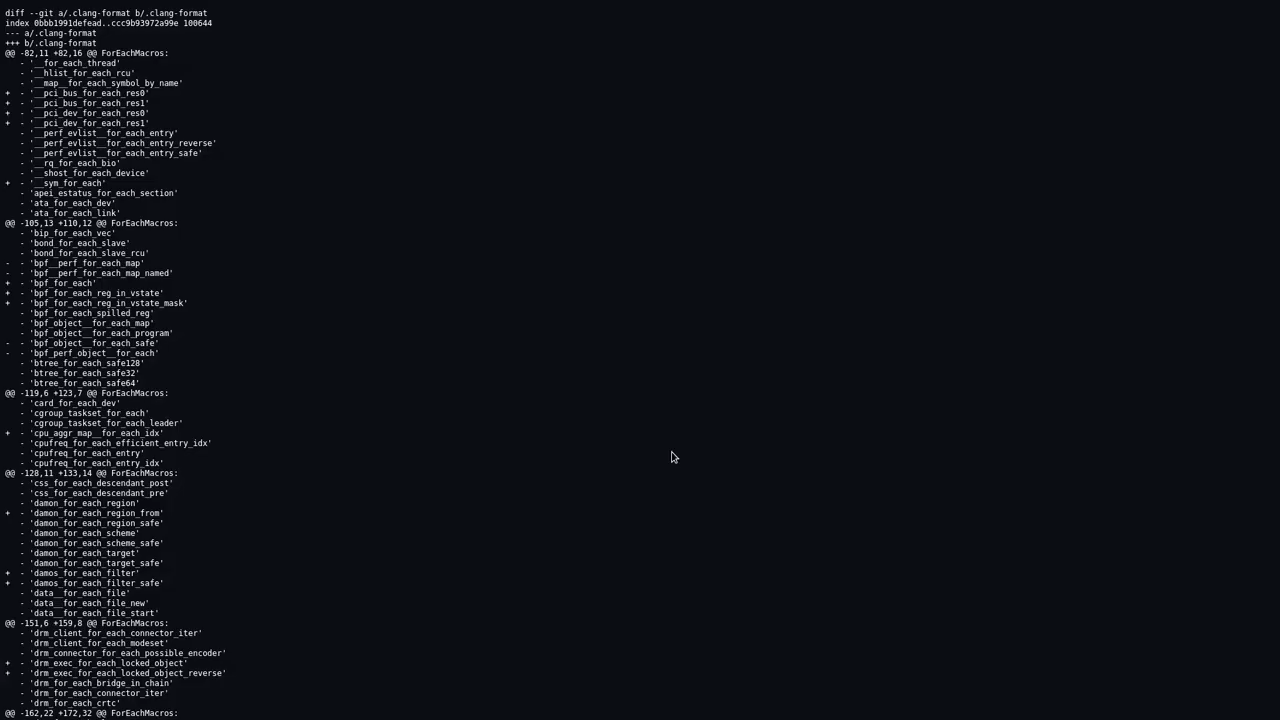 diff --git a/.clang-format b/.clang-format
index 0bbb1991defead..ccc9b93972a99e 100644
--- a/.clang-format
+++ b/.clang-format
@@ -82,11 +82,16 @@ ForEachMacros:
   - '__for_each_thread'
   - '__hlist_for_each_rcu'
   - '__map__for_each_symbol_by_name'
+  - '__pci_bus_for_each_res0'
+  - '__pci_bus_for_each_res1'
+  - '__pci_dev_for_each_res0'
+  - '__pci_dev_for_each_res1'
   - '__perf_evlist__for_each_entry'
   - '__perf_evlist__for_each_entry_reverse'
   - '__perf_evlist__for_each_entry_safe'
   - '__rq_for_each_bio'
   - '__shost_for_each_device'
+  - '__sym_for_each'
   - 'apei_estatus_for_each_section'
   - 'ata_for_each_dev'
   - 'ata_for_each_link'
@@ -105,13 +110,12 @@ ForEachMacros:
   - 'bip_for_each_vec'
   - 'bond_for_each_slave'
   - 'bond_for_each_slave_rcu'
-  - 'bpf__perf_for_each_map'
-  - 'bpf__perf_for_each_map_named'
+  - 'bpf_for_each'
+  - 'bpf_for_each_reg_in_vstate'
+  - 'bpf_for_each_reg_in_vstate_mask'
   - 'bpf_for_each_spilled_reg'
   - 'bpf_object__for_each_map'
   - 'bpf_object__for_each_program'
-  - 'bpf_object__for_each_safe'
-  - 'bpf_perf_object__for_each'
   - 'btree_for_each_safe128'
   - 'btree_for_each_safe32'
   - 'btree_for_each_safe64'
@@ -119,6 +123,7 @@ ForEachMacros:
   - 'card_for_each_dev'
   - 'cgroup_taskset_for_each'
   - 'cgroup_taskset_for_each_leader'
+  - 'cpu_aggr_map__for_each_idx'
   - 'cpufreq_for_each_efficient_entry_idx'
   - 'cpufreq_for_each_entry'
   - 'cpufreq_for_each_entry_idx'
@@ -128,11 +133,14 @@ ForEachMacros:
   - 'css_for_each_descendant_post'
   - 'css_for_each_descendant_pre'
   - 'damon_for_each_region'
+  - 'damon_for_each_region_from'
   - 'damon_for_each_region_safe'
   - 'damon_for_each_scheme'
   - 'damon_for_each_scheme_safe'
   - 'damon_for_each_target'
   - 'damon_for_each_target_safe'
+  - 'damos_for_each_filter'
+  - 'damos_for_each_filter_safe'
   - 'data__for_each_file'
   - 'data__for_each_file_new'
   - 'data__for_each_file_start'
@@ -151,6 +159,8 @@ ForEachMacros:
   - 'drm_client_for_each_connector_iter'
   - 'drm_client_for_each_modeset'
   - 'drm_connector_for_each_possible_encoder'
+  - 'drm_exec_for_each_locked_object'
+  - 'drm_exec_for_each_locked_object_reverse'
   - 'drm_for_each_bridge_in_chain'
   - 'drm_for_each_connector_iter'
   - 'drm_for_each_crtc'
@@ -162,22 +172,32 @@ ForEachMacros: